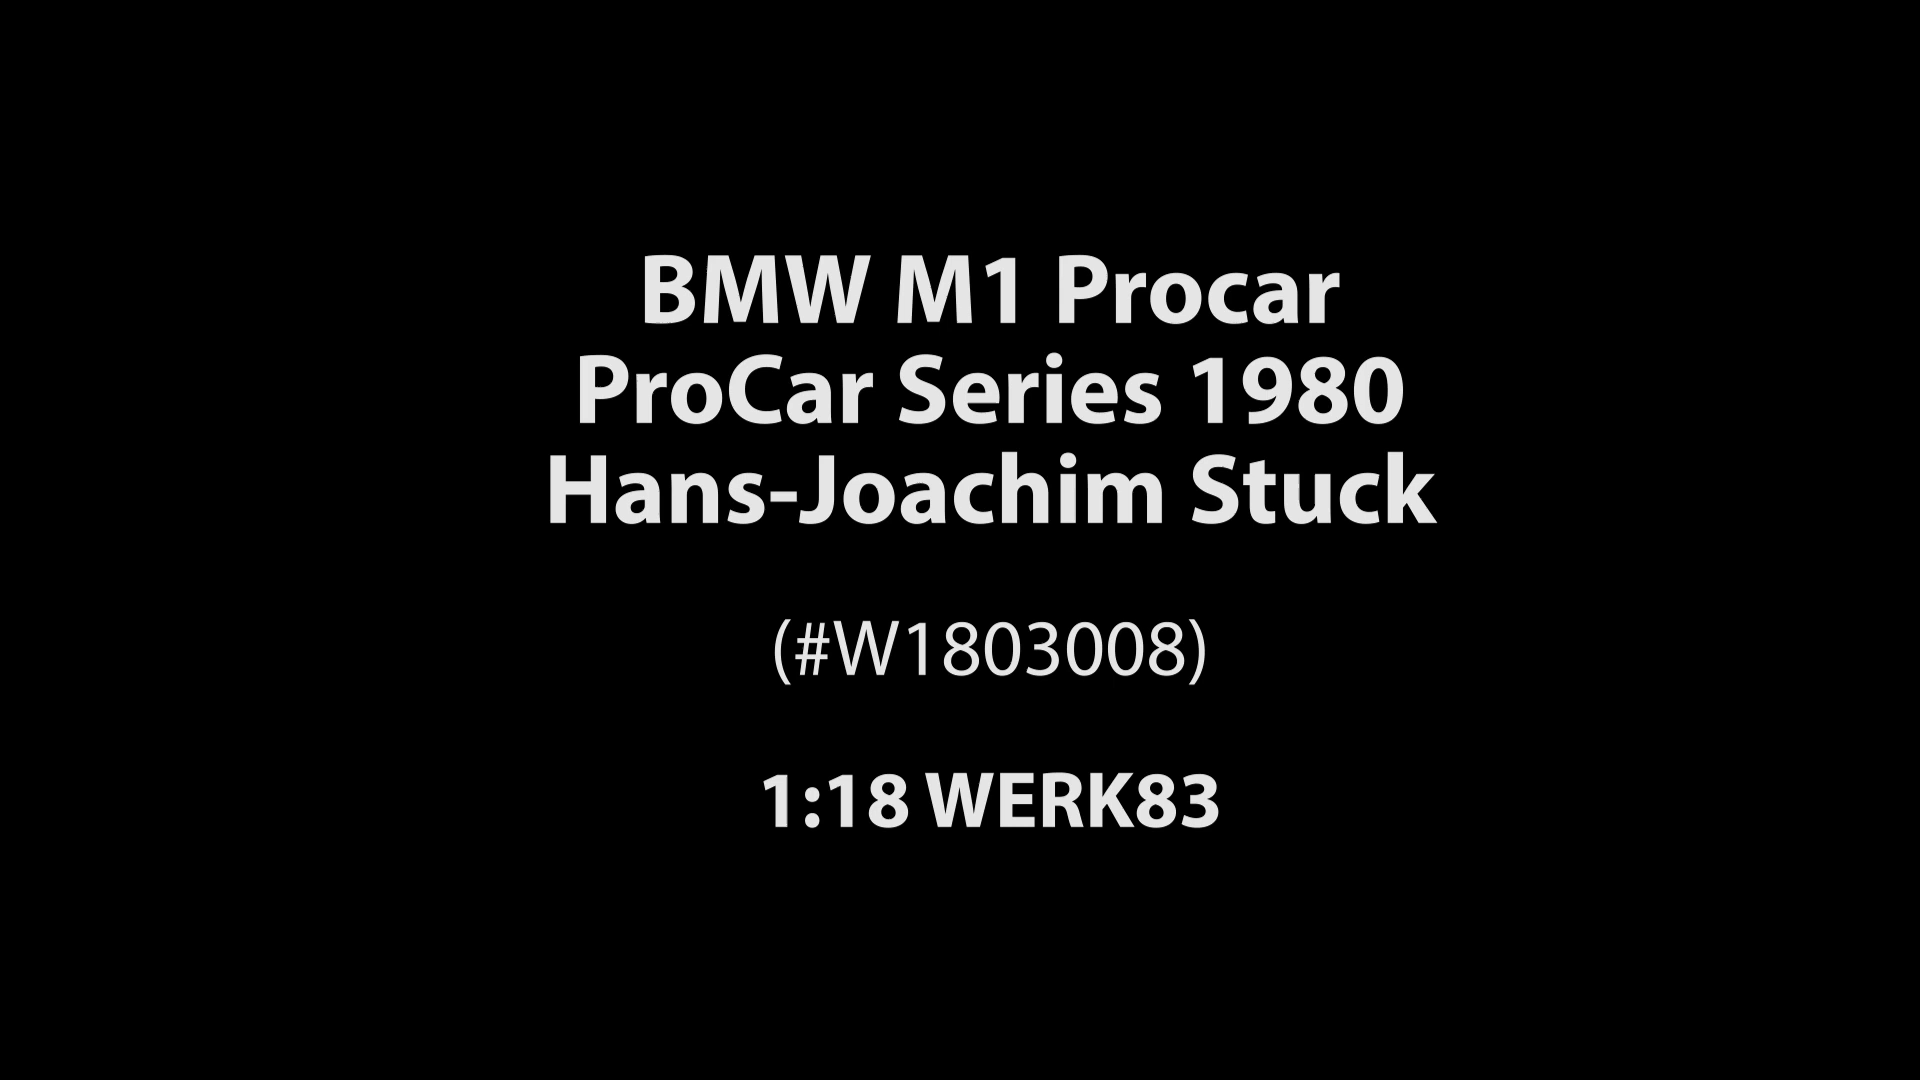 BMW M1 Procar
ProCar Series 1980
Hans-Joachim Stuck
(#W1803008)
1:18 WERK83